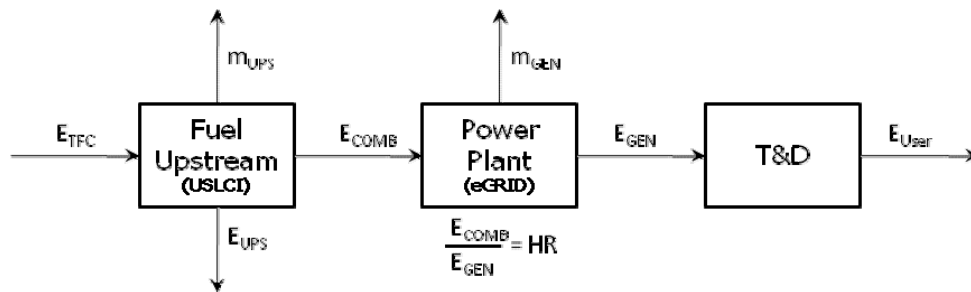 m_UPS
m_GEN
E_TFC
Fuel
Upstream
(USLCI)
E_COMB
Power
Plant
(eGRID)
E_GEN
T&D
E_User
E_UPS
E_COMB
E_GEN
= HR